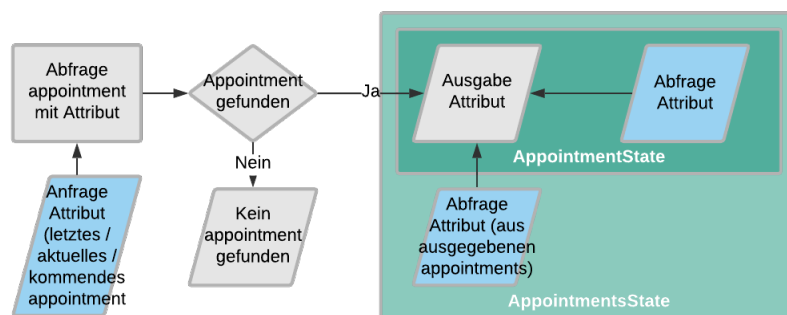 Abfrage
appointment
mit Attribut
Appointment
gefunden
Ja
Ausgabe
Attribut
Abfrage
Attribut
AppointmentState
Nein
Anfrage
Attribut
(letztes /
aktuelles /
kommendes
appointment
Kein
appointment
gefunden
Abfrage
Attribut (aus
ausgegebenen
appointments)
AppointmentsState